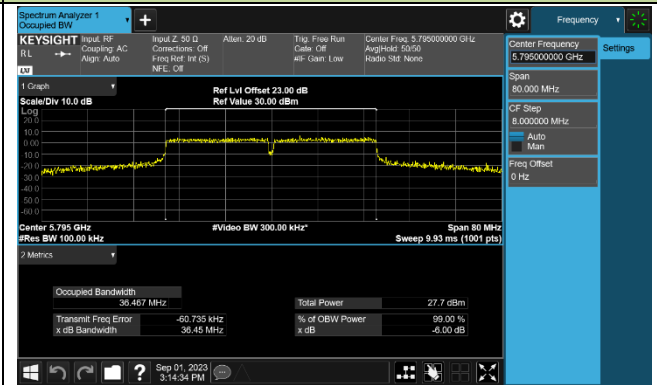 Spectrum Analyzer 1
Occupied BW
+
Frequency
KEYSIGHT
RL
LXI
Input: RF
Coupling: AC
Align: Auto
Input Z: 50 Ω
Corrections: Off
Freq Ref: Int (S)
NFE: Off
Atten: 20 dB
Trig: Free Run
Gate: Off
#IF Gain: Low
Center Freq: 5.795000000 GHz
Avg|Hold: 50/50
Radio Std: None
Center Frequency
5.795000000 GHz
Settings
Span
80.000 MHz
CF Step
8.000000 MHz
Auto
Man
Freq Offset
0 Hz
1 Graph
Scale/Div 10.0 dB
Ref Lvl Offset 23.00 dB
Ref Value 30.00 dBm
Log
20.0
10.0
0.00
-10.0
-20.0
-30.0
-40.0
-50.0
-60.0
Center 5.795 GHz
#Video BW 300.00 kHz*
Span 80 MHz
#Res BW 100.00 kHz
Sweep 9.93 ms (1001 pts)
2 Metrics
Occupied Bandwidth
36.467 MHz
Total Power 27.7 dBm
Transmit Freq Error -60.735 kHz
% of OBW Power 99.00 %
x dB Bandwidth 36.45 MHz
x dB -6.00 dB
?
Sep 01, 2023
3:14:34 PM